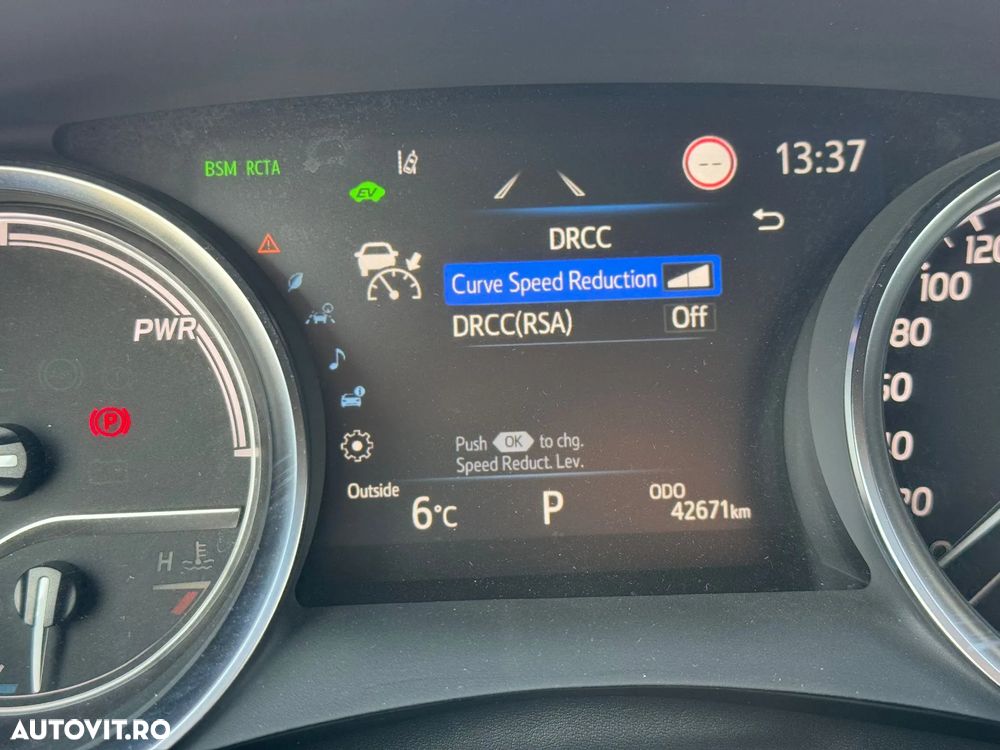 BSM RCTA
EV
-- 
13:37
DRCC
Curve Speed Reduction
DRCC(RSA) Off
PWR
P
Push OK to chg.
Speed Reduct. Lev.
Outside 6°C
P
ODO
42671km
H
120
100
80
AUTOVIT.RO